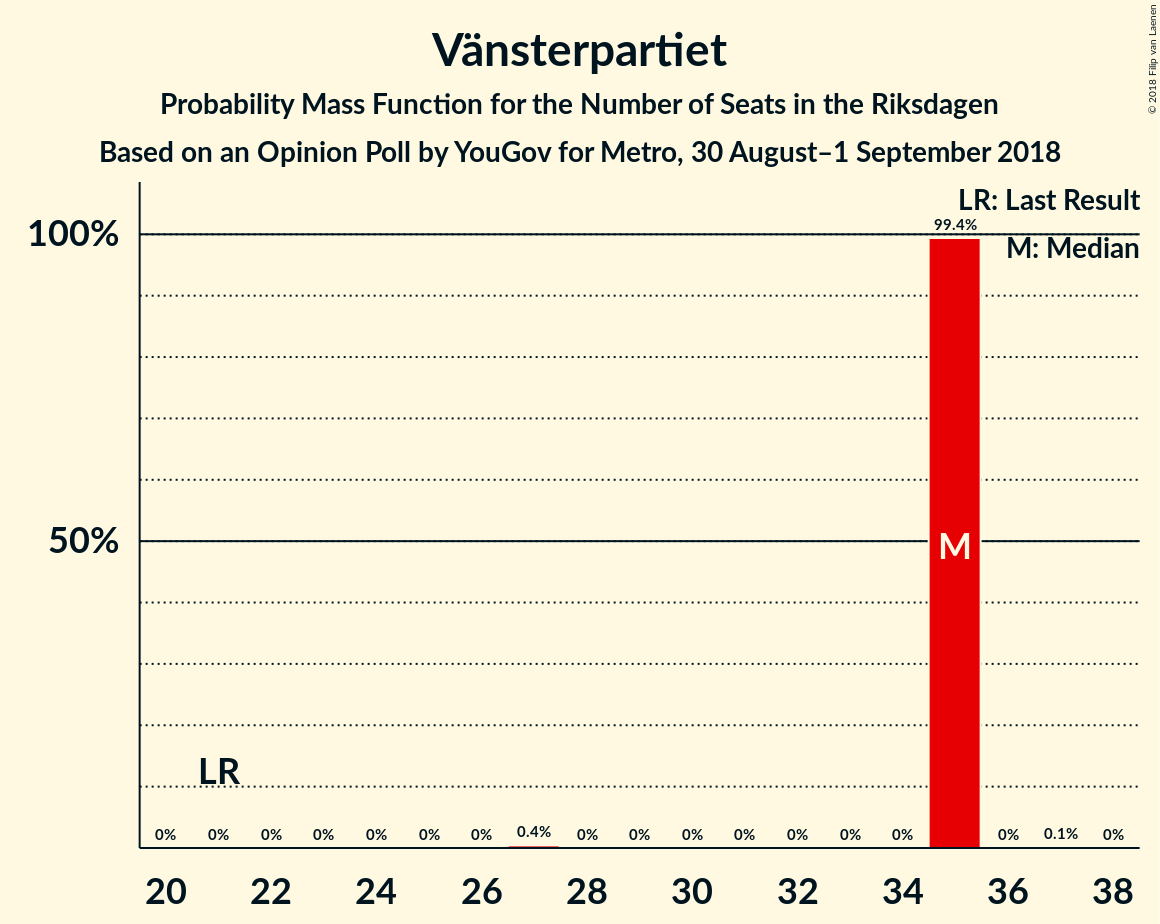 Vänsterpartiet
Probability Mass Function for the Number of Seats in the Riksdagen
Based on an Opinion Poll by YouGov for Metro, 30 August–1 September 2018
© 2018 Filip van Laenen
LR: Last Result
M: Median
100%
50%
99.4%
M
LR
0% 0% 0% 0% 0% 0% 0% 0.4% 0% 0% 0% 0% 0% 0% 0% 0% 0.1% 0%
20 22 24 26 28 30 32 34 36 38